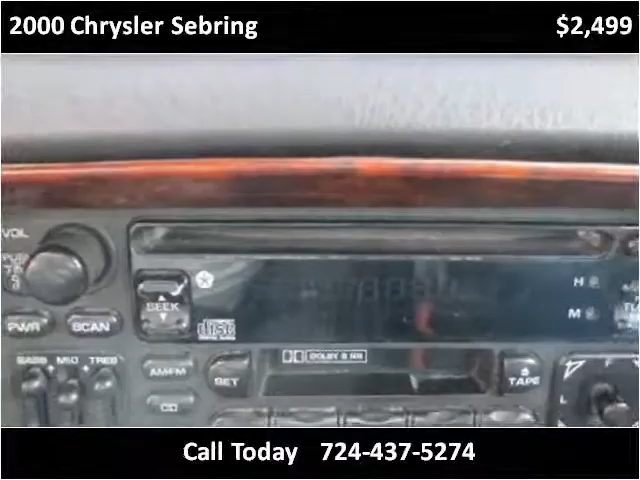 2000 Chrysler Sebring $2,499
VOL
H
SEEK
M
PWR SCAN
DISC
DOLBY B NR
BASS MID TREB
AM/FM SET TAPE
CD
L
Call Today 724-437-5274